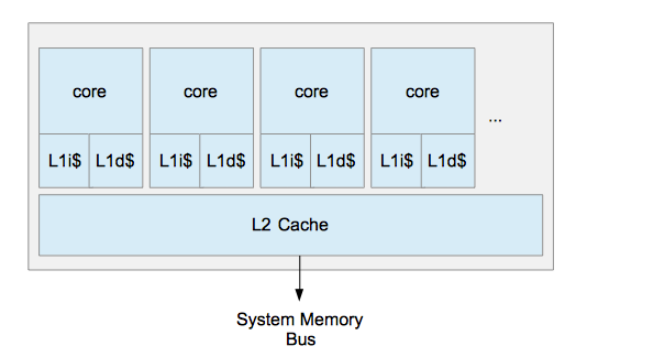 core core core core
...
L1i$ L1d$ L1i$ L1d$ L1i$ L1d$ L1i$ L1d$
L2 Cache
System Memory
Bus